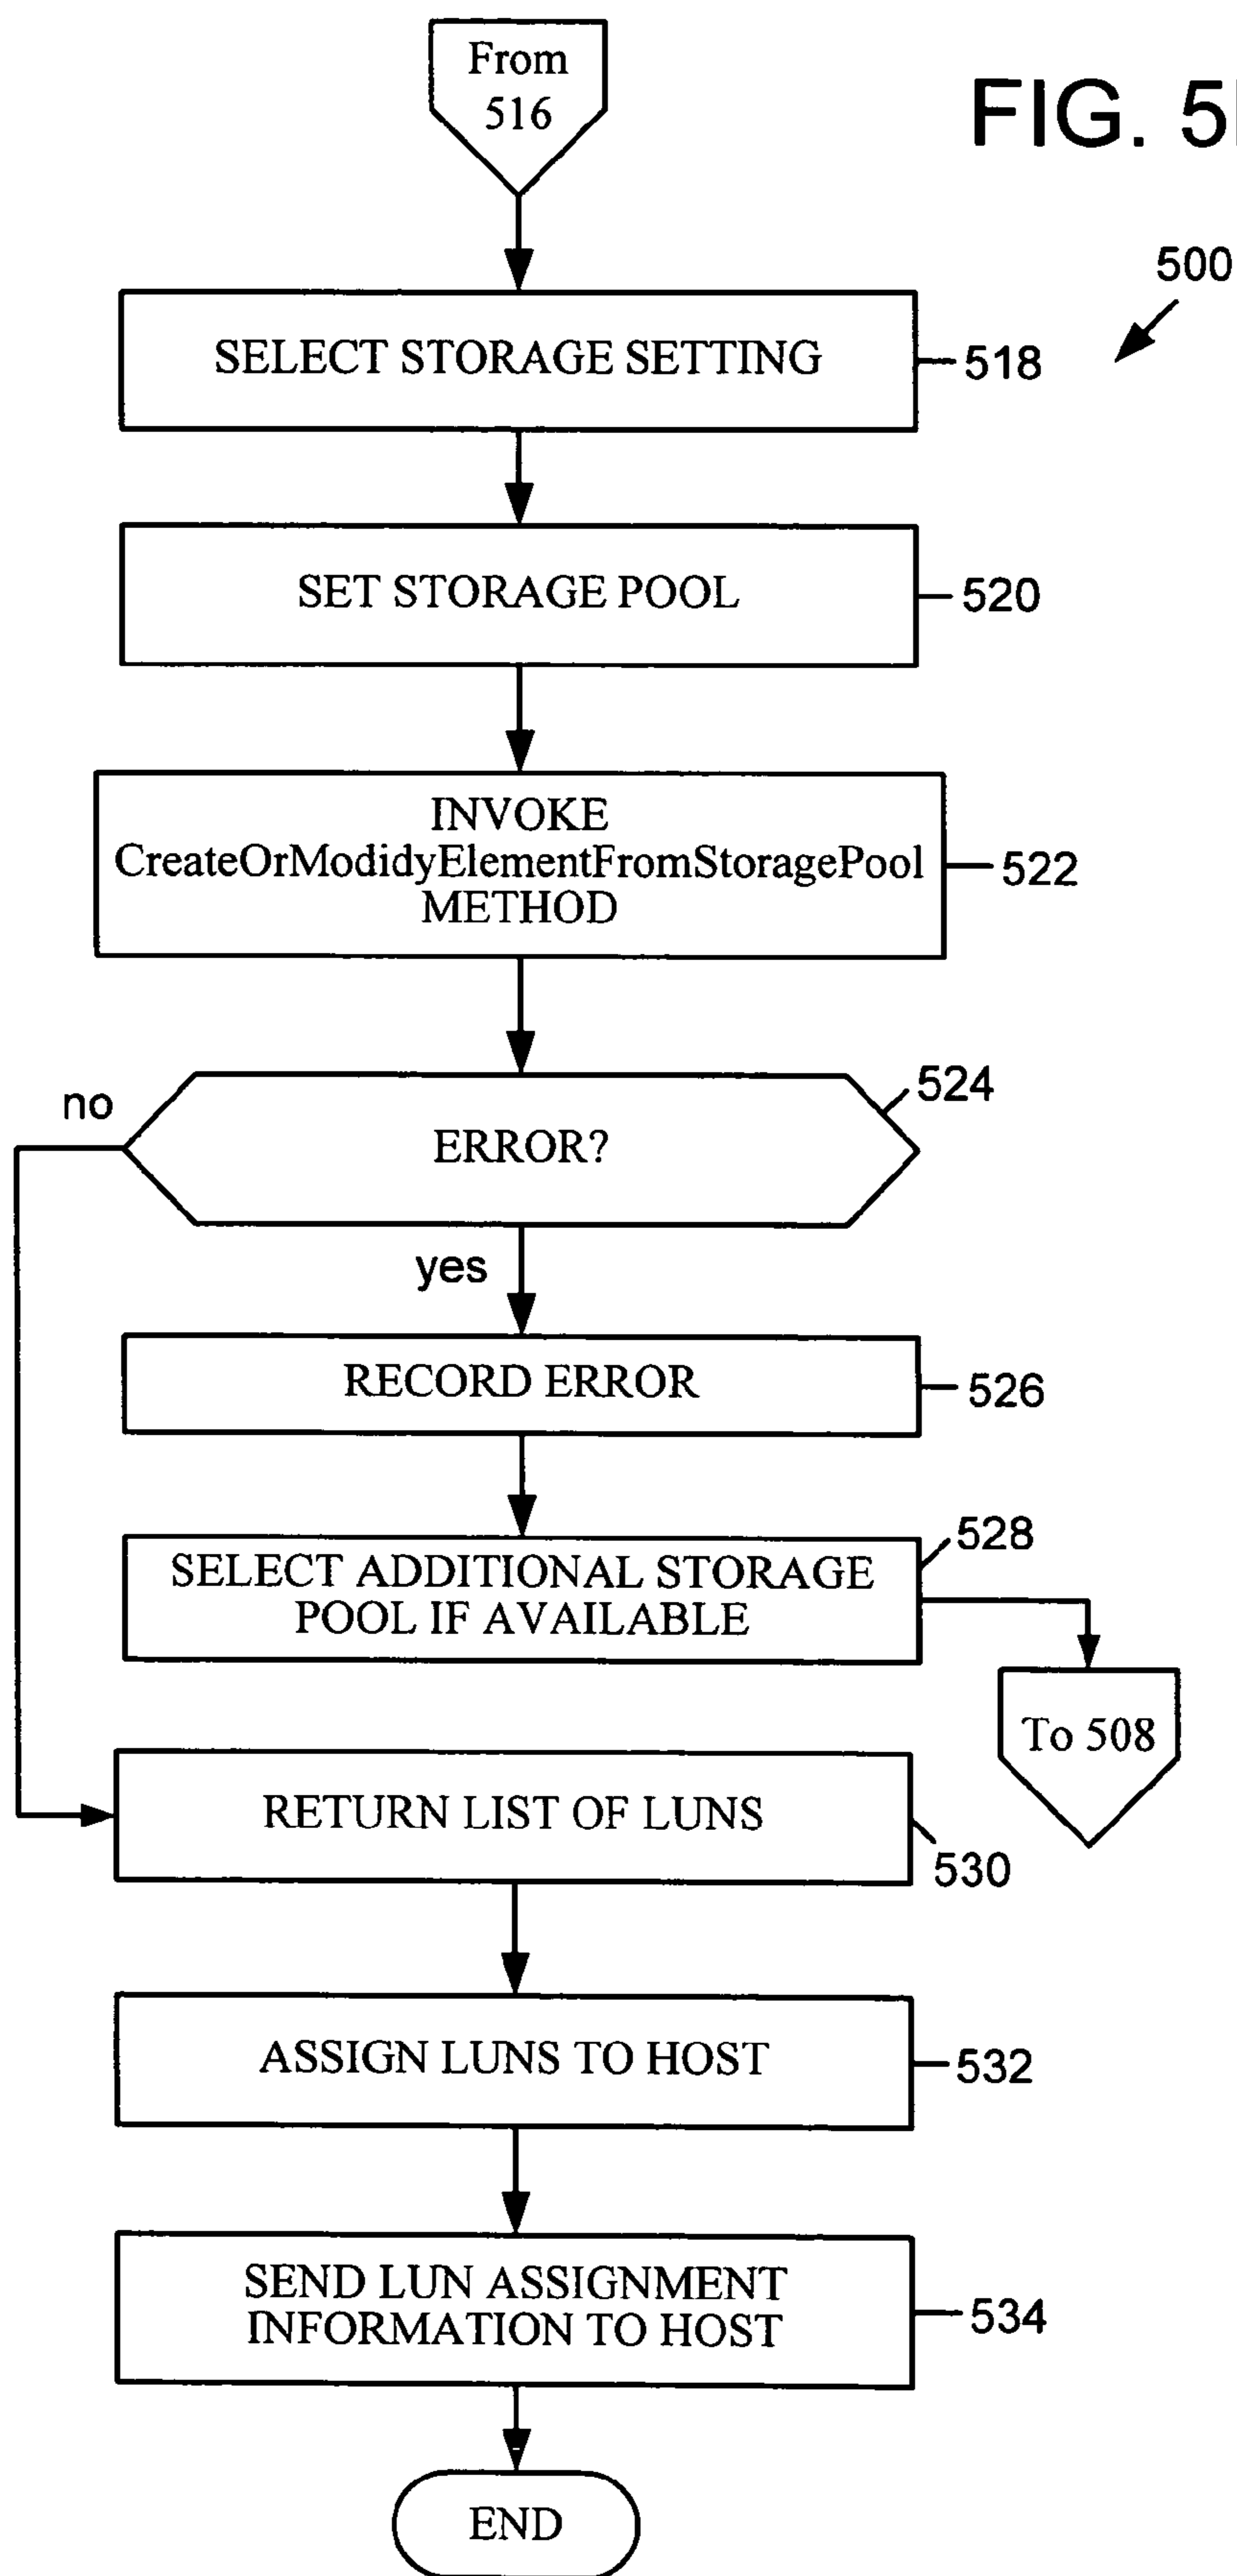 From
516
FIG. 5
500
SELECT STORAGE SETTING
518
SET STORAGE POOL
520
INVOKE
CreateOrModidyElementFromStoragePool
METHOD
522
524
no
ERROR?
yes
RECORD ERROR
526
528
SELECT ADDITIONAL STORAGE
POOL IF AVAILABLE
To 508
RETURN LIST OF LUNS
530
ASSIGN LUNS TO HOST
532
SEND LUN ASSIGNMENT
INFORMATION TO HOST
534
END